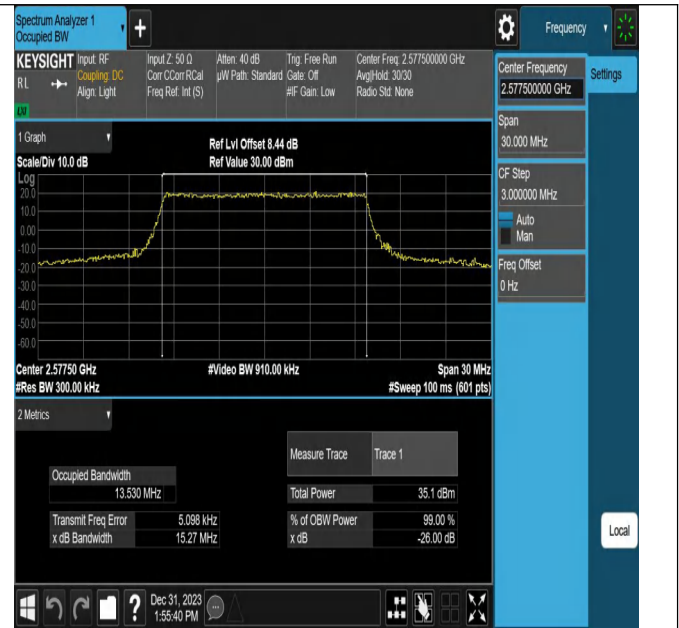 Spectrum Analyzer 1
Occupied BW
Frequency
KEYSIGHT Input: RF Input Z: 50 Ω Atten: 40 dB Trig: Free Run Center Freq: 2.577500000 GHz
RL Coupling: DC Corr CCorr RCal µW Path: Standard Gate: Off Avg|Hold: 30/30
Align: Light Freq Ref: Int (S) #IF Gain: Low Radio Std: None
LXI
Center Frequency
2.577500000 GHz
Settings
Span
30.000 MHz
CF Step
3.000000 MHz
Auto
Man
Freq Offset
0 Hz
1 Graph
Ref Lvl Offset 8.44 dB
Scale/Div 10.0 dB Ref Value 30.00 dBm
Log
20.0
10.0
0.00
-10.0
-20.0
-30.0
-40.0
-50.0
-60.0
Center 2.57750 GHz #Video BW 910.00 kHz Span 30 MHz
#Res BW 300.00 kHz #Sweep 100 ms (601 pts)
2 Metrics
Measure Trace Trace 1
Occupied Bandwidth
13.530 MHz
Total Power 35.1 dBm
Transmit Freq Error 5.098 kHz % of OBW Power 99.00 %
x dB Bandwidth 15.27 MHz x dB -26.00 dB
Local
? Dec 31, 2023
1:55:40 PM